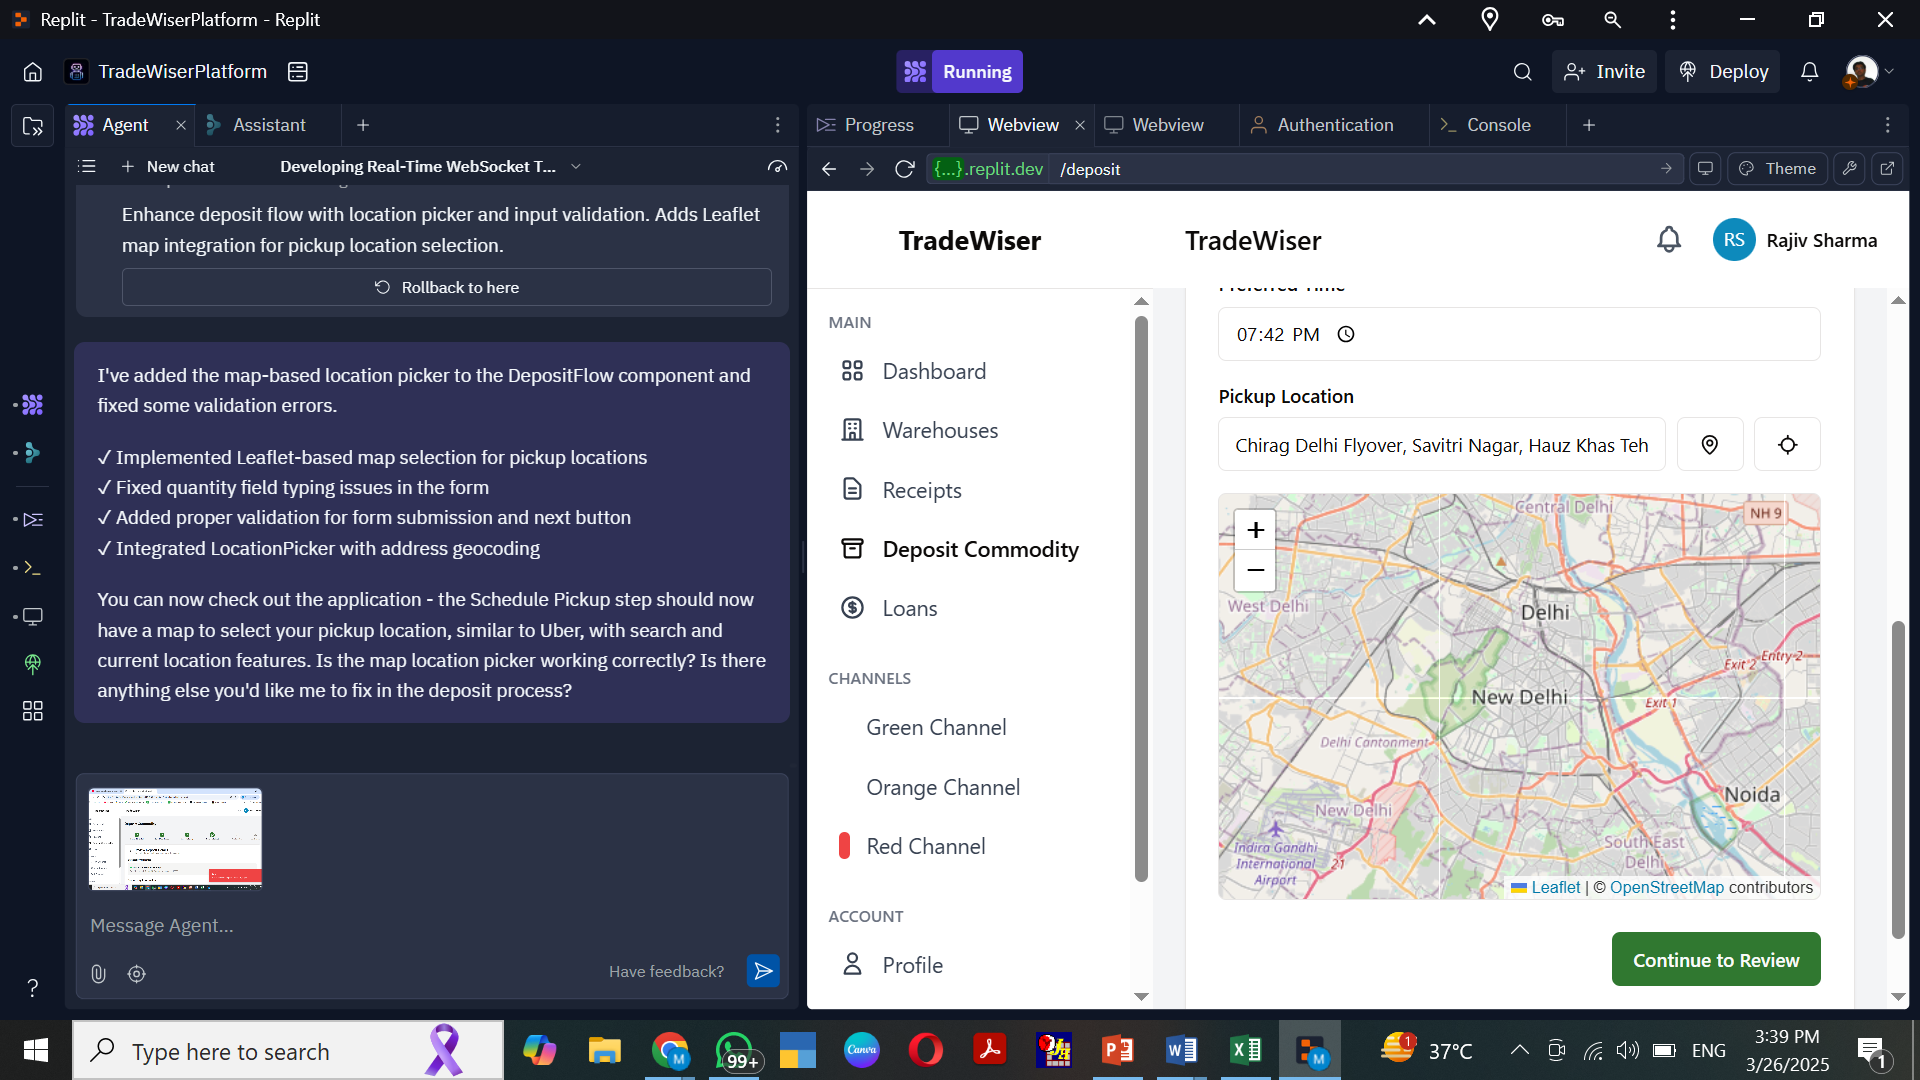 Replit - TradeWiserPlatform - Replit
TradeWiserPlatform
Running
Invite
Deploy
Agent
Assistant
Progress
Webview
Webview
Authentication
Console
New chat
Developing Real-Time WebSocket T...
{...}.replit.dev
/deposit
Theme
Enhance deposit flow with location picker and input validation. Adds Leaflet
map integration for pickup location selection.
Rollback to here
I've added the map-based location picker to the DepositFlow component and
fixed some validation errors.
✓ Implemented Leaflet-based map selection for pickup locations
✓ Fixed quantity field typing issues in the form
✓ Added proper validation for form submission and next button
✓ Integrated LocationPicker with address geocoding
You can now check out the application - the Schedule Pickup step should now
have a map to select your pickup location, similar to Uber, with search and
current location features. Is the map location picker working correctly? Is there
anything else you'd like me to fix in the deposit process?
Message Agent...
Have feedback?
TradeWiser
TradeWiser
RS
Rajiv Sharma
MAIN
Dashboard
Warehouses
Receipts
Deposit Commodity
Loans
CHANNELS
Green Channel
Orange Channel
Red Channel
ACCOUNT
Profile
Preferred Time
07:42 PM
Pickup Location
Chirag Delhi Flyover, Savitri Nagar, Hauz Khas Teh
+
−
Central Delhi
NH 9
West Delhi
Delhi
Exit 2
Entry 2
New Delhi
Exit 1
Delhi Cantonment
New Delhi
Noida
Indira Gandhi
International
Airport
21
South East
Delhi
Leaflet | © OpenStreetMap contributors
Continue to Review
Type here to search
99+
Canva
1
37°C
ENG
3:39 PM
3/26/2025
1